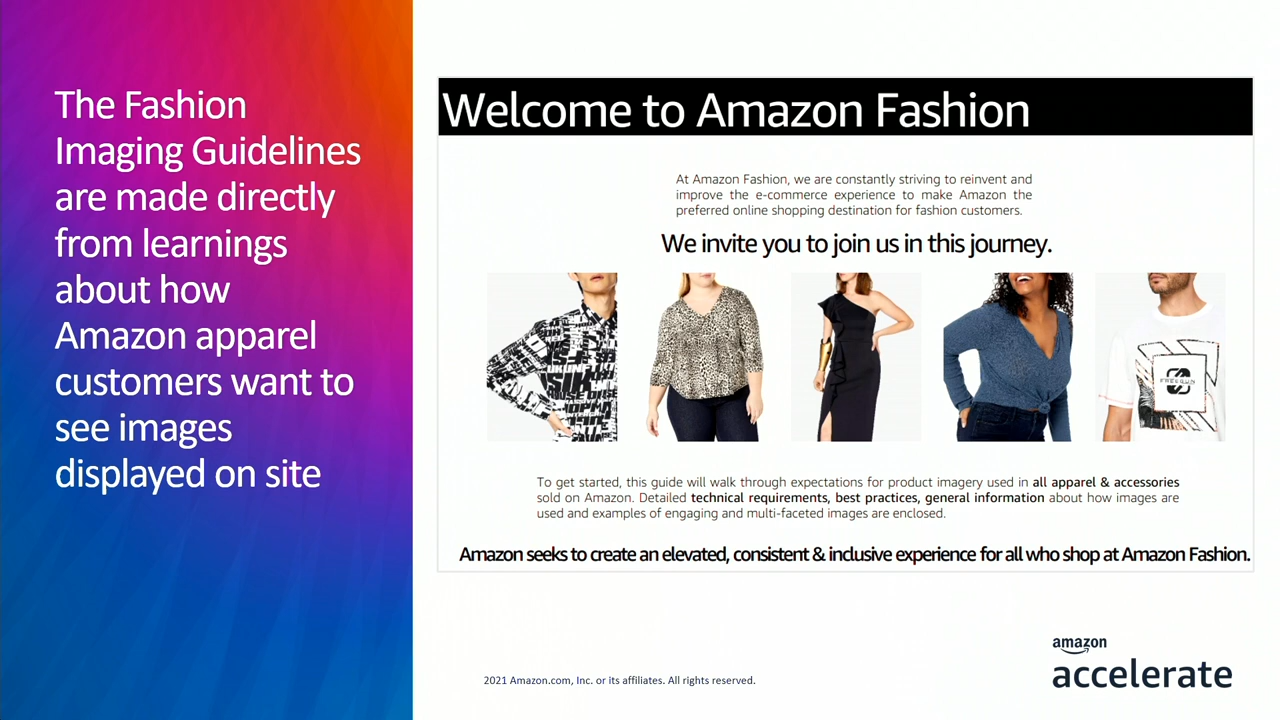 The Fashion
Imaging Guidelines
are made directly
from learnings
about how
Amazon apparel
customers want to
see images
displayed on site
Welcome to Amazon Fashion
At Amazon Fashion, we are constantly striving to reinvent and
improve the e-commerce experience to make Amazon the
preferred online shopping destination for fashion customers.
We invite you to join us in this journey.
FREEGUN
To get started, this guide will walk through expectations for product imagery used in all apparel & accessories
sold on Amazon. Detailed technical requirements, best practices, general information about how images are
used and examples of engaging and multi-faceted images are enclosed.
Amazon seeks to create an elevated, consistent & inclusive experience for all who shop at Amazon Fashion.
2021 Amazon.com, Inc. or its affiliates. All rights reserved.
amazon
accelerate